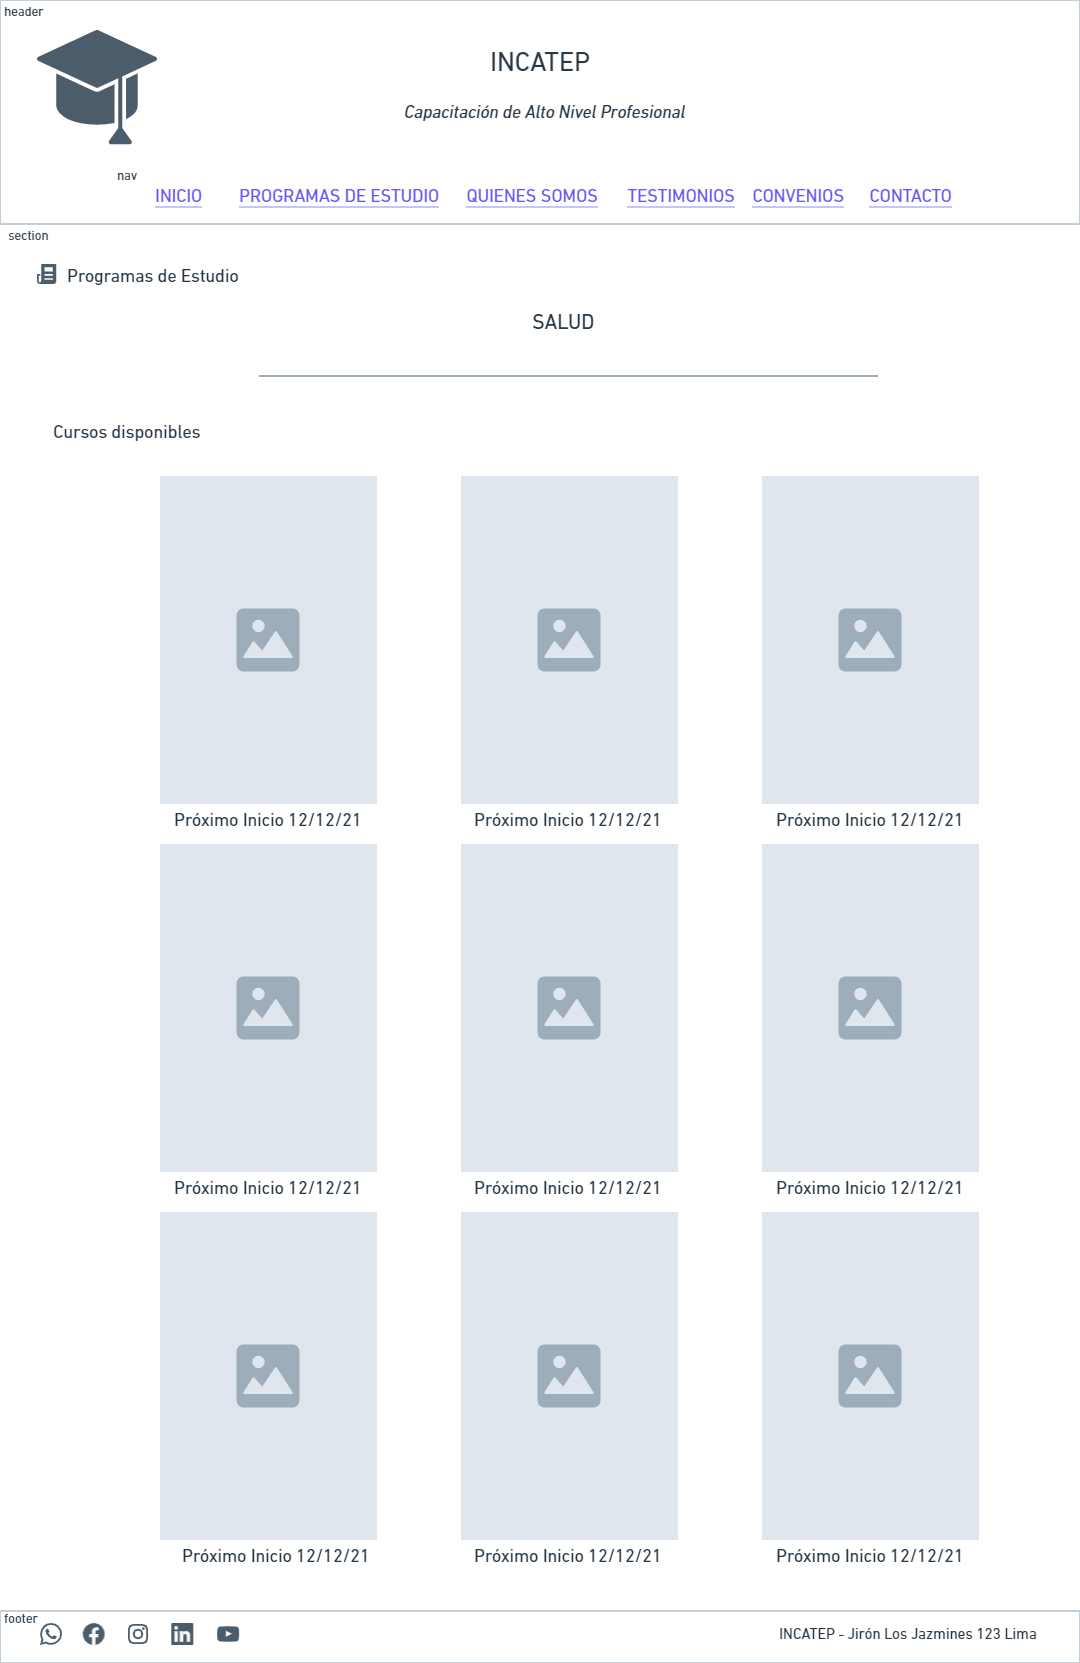 header
INCATEP
Capacitación de Alto Nivel Profesional
nav
INICIO PROGRAMAS DE ESTUDIO QUIENES SOMOS TESTIMONIOS CONVENIOS CONTACTO
section
Programas de Estudio
SALUD
Cursos disponibles
Próximo Inicio 12/12/21 Próximo Inicio 12/12/21 Próximo Inicio 12/12/21
Próximo Inicio 12/12/21 Próximo Inicio 12/12/21 Próximo Inicio 12/12/21
Próximo Inicio 12/12/21 Próximo Inicio 12/12/21 Próximo Inicio 12/12/21
footer
INCATEP - Jirón Los Jazmines 123 Lima